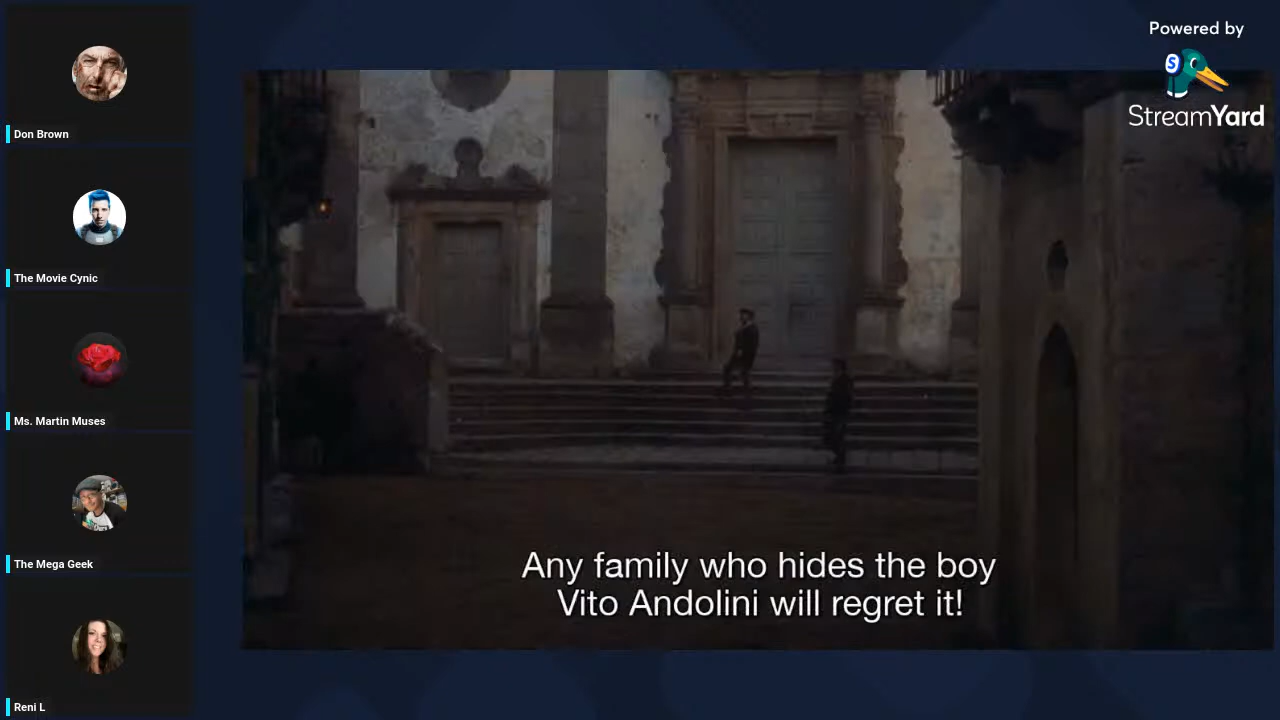 Powered by
S
StreamYard
Don Brown
The Movie Cynic
Ms. Martin Muses
The Mega Geek
Reni L
Any family who hides the boy
Vito Andolini will regret it!